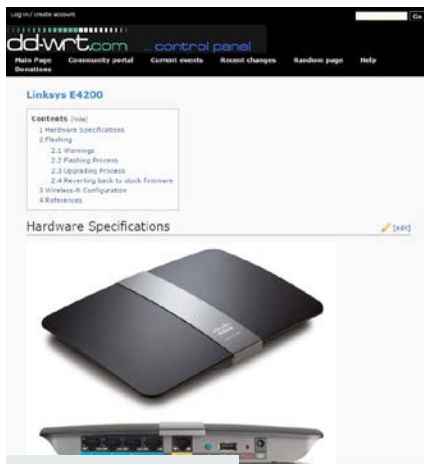 Log in / create account
Go
dd-wrt.com ... control panel
Main Page Community portal Current events Recent changes Random page Help
Donations
Linksys E4200
Contents [hide]
1 Hardware Specifications
2 Flashing
2.1 Warnings
2.2 Flashing Process
2.3 Upgrading Process
2.4 Reverting back to stock firmware
3 Wireless-N Configuration
4 References
Hardware Specifications
[edit]